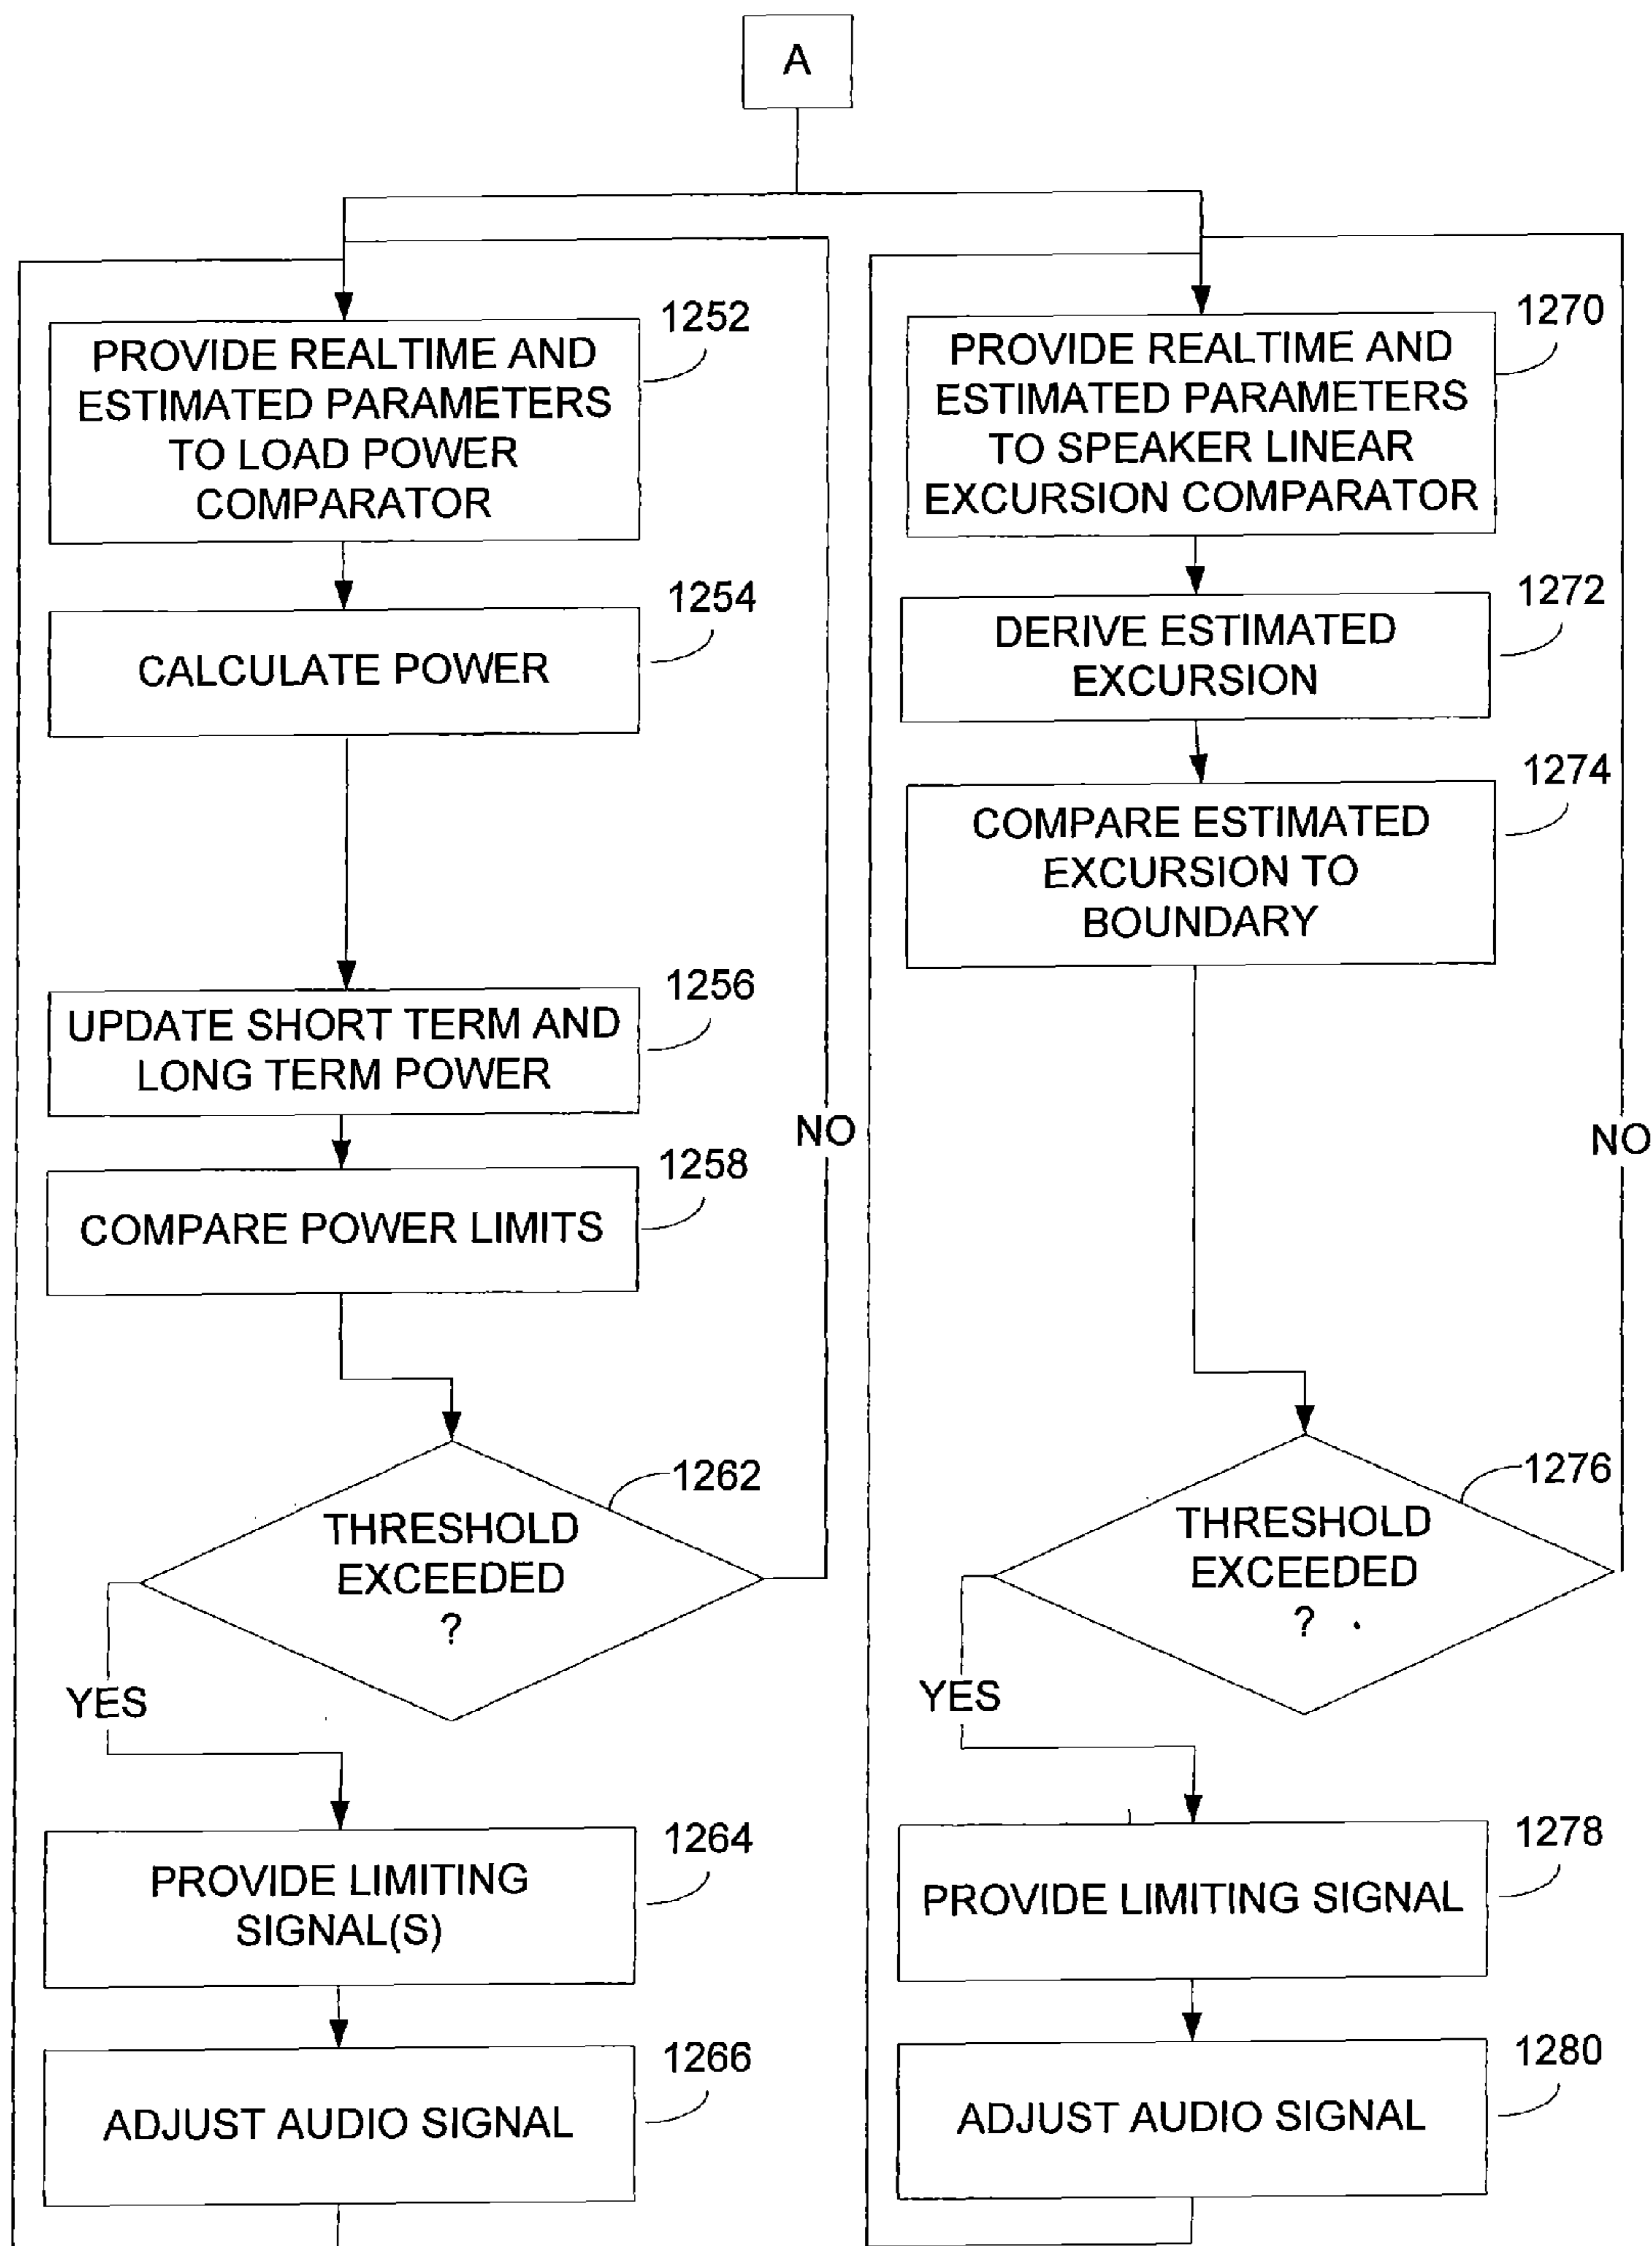 A
1252
PROVIDE REALTIME AND
ESTIMATED PARAMETERS
TO LOAD POWER
COMPARATOR
1254
CALCULATE POWER
1256
UPDATE SHORT TERM AND
LONG TERM POWER
NO
1258
COMPARE POWER LIMITS
1262
THRESHOLD
EXCEEDED
?
YES
1264
PROVIDE LIMITING
SIGNAL(S)
1266
ADJUST AUDIO SIGNAL
1270
PROVIDE REALTIME AND
ESTIMATED PARAMETERS
TO SPEAKER LINEAR
EXCURSION COMPARATOR
1272
DERIVE ESTIMATED
EXCURSION
1274
COMPARE ESTIMATED
EXCURSION TO
BOUNDARY
NO
1276
THRESHOLD
EXCEEDED
?
YES
1278
PROVIDE LIMITING SIGNAL
1280
ADJUST AUDIO SIGNAL